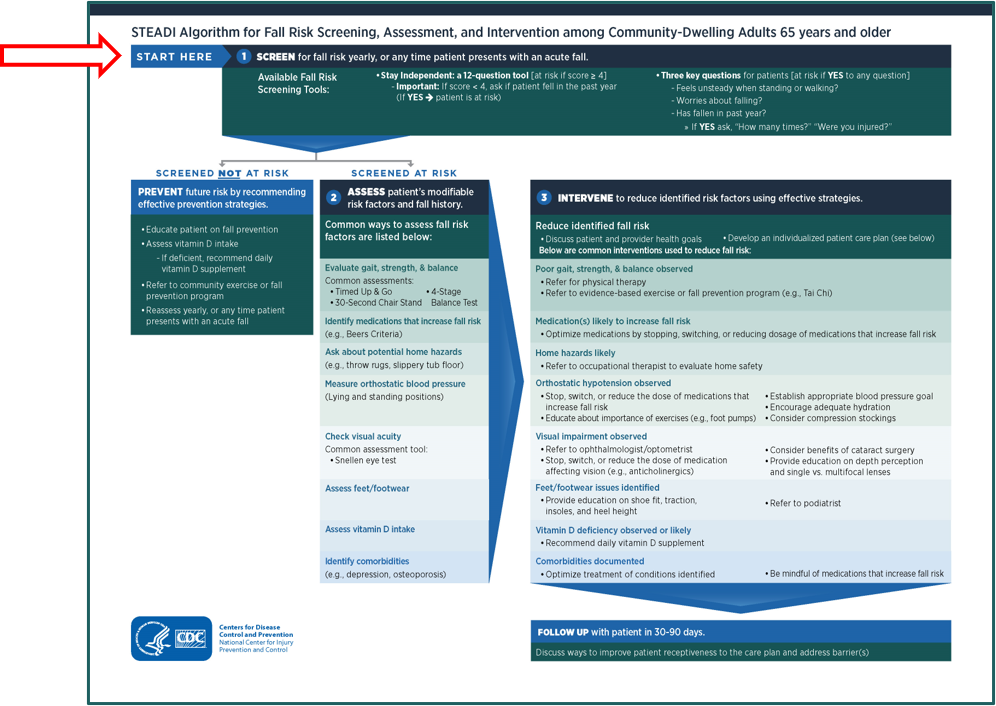 STEADI Algorithm for Fall Risk Screening, Assessment, and Intervention among Community-Dwelling Adults 65 years and older
START HERE
1 SCREEN for fall risk yearly, or any time patient presents with an acute fall.
Available Fall Risk
Screening Tools:
• Stay Independent: a 12-question tool [at risk if score ≥ 4]
- Important: If score < 4, ask if patient fell in the past year
(If YES → patient is at risk)
• Three key questions for patients [at risk if YES to any question]
- Feels unsteady when standing or walking?
- Worries about falling?
- Has fallen in past year?
» If YES ask, “How many times?” “Were you injured?”
SCREENED NOT AT RISK
PREVENT future risk by recommending
effective prevention strategies.
• Educate patient on fall prevention
• Assess vitamin D intake
- If deficient, recommend daily
vitamin D supplement
• Refer to community exercise or fall
prevention program
• Reassess yearly, or any time patient
presents with an acute fall
SCREENED AT RISK
2 ASSESS patient’s modifiable
risk factors and fall history.
Common ways to assess fall risk
factors are listed below:
Evaluate gait, strength, & balance
Common assessments:
• Timed Up & Go
• 30-Second Chair Stand
• 4-Stage
Balance Test
Identify medications that increase fall risk
(e.g., Beers Criteria)
Ask about potential home hazards
(e.g., throw rugs, slippery tub floor)
Measure orthostatic blood pressure
(Lying and standing positions)
Check visual acuity
Common assessment tool:
• Snellen eye test
Assess feet/footwear
Assess vitamin D intake
Identify comorbidities
(e.g., depression, osteoporosis)
3 INTERVENE to reduce identified risk factors using effective strategies.
Reduce identified fall risk
• Discuss patient and provider health goals
• Develop an individualized patient care plan (see below)
Below are common interventions used to reduce fall risk:
Poor gait, strength, & balance observed
• Refer for physical therapy
• Refer to evidence-based exercise or fall prevention program (e.g., Tai Chi)
Medication(s) likely to increase fall risk
• Optimize medications by stopping, switching, or reducing dosage of medications that increase fall risk
Home hazards likely
• Refer to occupational therapist to evaluate home safety
Orthostatic hypotension observed
• Stop, switch, or reduce the dose of medications that
increase fall risk
• Educate about importance of exercises (e.g., foot pumps)
• Establish appropriate blood pressure goal
• Encourage adequate hydration
• Consider compression stockings
Visual impairment observed
• Refer to ophthalmologist/optometrist
• Stop, switch, or reduce the dose of medication
affecting vision (e.g., anticholinergics)
• Consider benefits of cataract surgery
• Provide education on depth perception
and single vs. multifocal lenses
Feet/footwear issues identified
• Provide education on shoe fit, traction,
insoles, and heel height
• Refer to podiatrist
Vitamin D deficiency observed or likely
• Recommend daily vitamin D supplement
Comorbidities documented
• Optimize treatment of conditions identified
• Be mindful of medications that increase fall risk
FOLLOW UP with patient in 30-90 days.
Discuss ways to improve patient receptiveness to the care plan and address barrier(s)
CDC
Centers for Disease
Control and Prevention
National Center for Injury
Prevention and Control